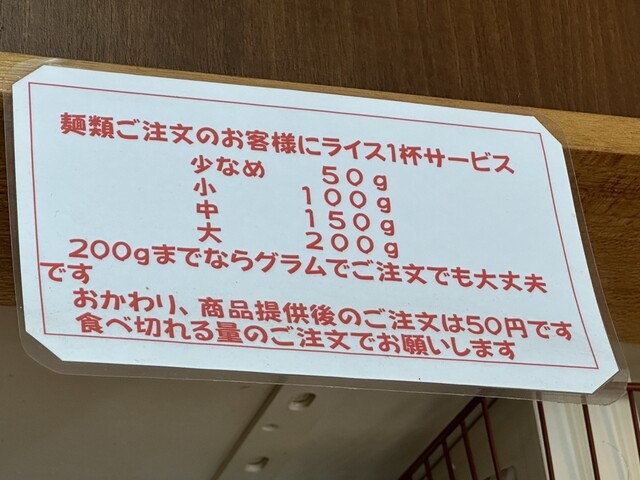 麺類ご注文のお客様にライス1杯サービス
少なめ 50g
小 100g
中 150g
大 200g
200gまでならグラムでご注文でも大丈夫
です
おかわり、商品提供後のご注文は50円です
食べ切れる量のご注文でお願いします